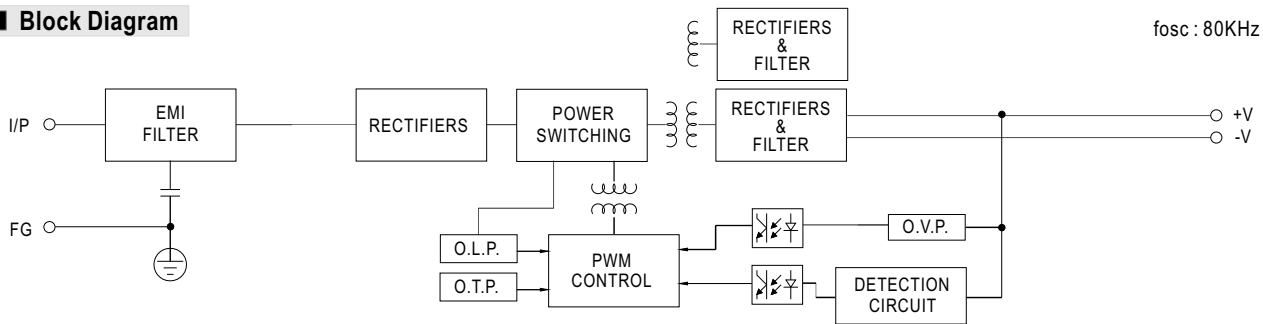 Block Diagram
fosc : 80KHz
RECTIFIERS
&
FILTER
I/P
EMI
FILTER
RECTIFIERS
POWER
SWITCHING
RECTIFIERS
&
FILTER
+V
-V
FG
O.L.P.
O.T.P.
PWM
CONTROL
O.V.P.
DETECTION
CIRCUIT